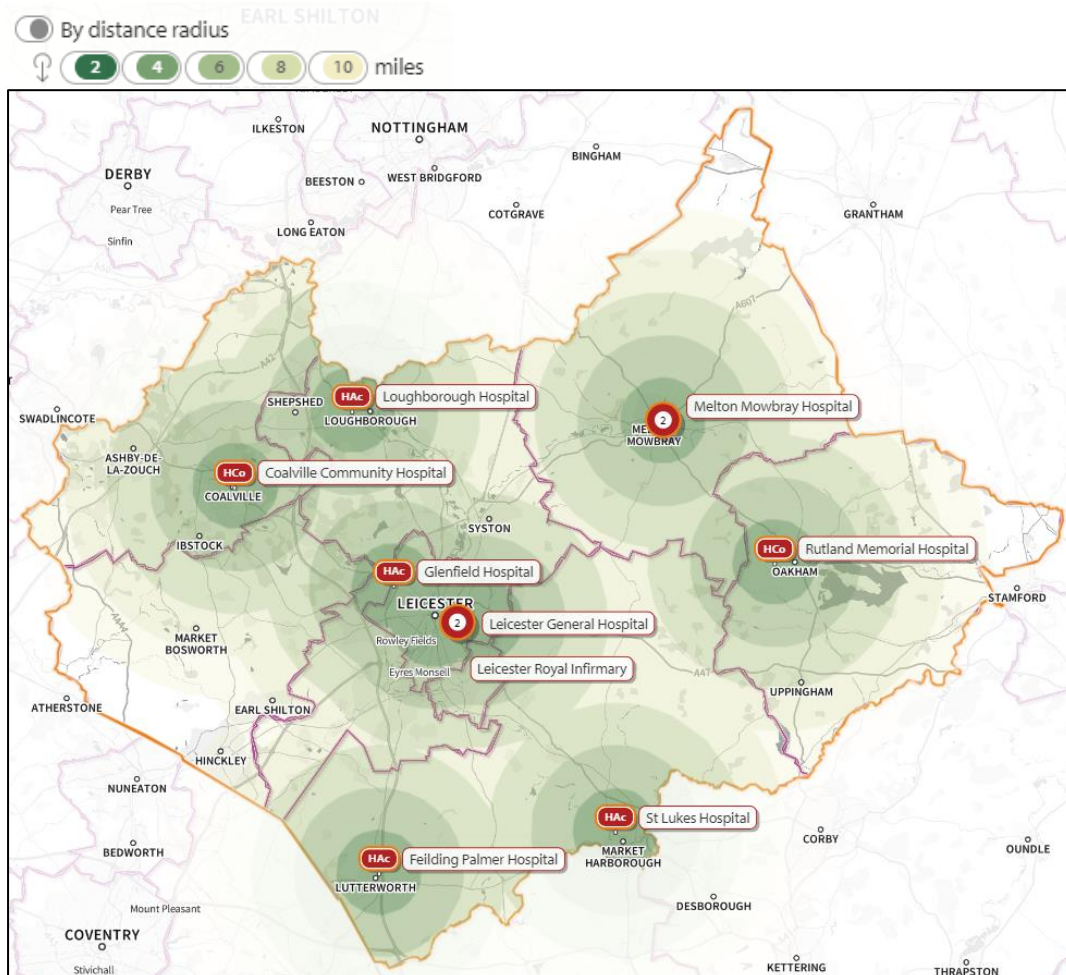 EARL SHILTON
By distance radius
2 4 6 8 10 miles
ILKESTON
NOTTINGHAM
BINGHAM
DERBY
BEESTON
WEST BRIDGFORD
Pear Tree
COTGRAVE
GRANTHAM
LONG EATON
Sinfin
A607
A42
HAc
Loughborough Hospital
SHEPSHED
Melton Mowbray Hospital
2
SWADLINCOTE
LOUGHBOROUGH
MOWBRAY
ASHBY-DE-
LA-ZOUCH
HCo
Coalville Community Hospital
COALVILLE
SYSTON
IBSTOCK
HCo
Rutland Memorial Hospital
HAc
Glenfield Hospital
OAKHAM
LEICESTER
STAMFORD
2
Leicester General Hospital
A444
MARKET
BOSWORTH
Rowley Fields
Leicester Royal Infirmary
Eyres Monsell
A47
UPPINGHAM
ATHERSTONE
EARL SHILTON
HINCKLEY
NUNEATON
HAc
St Lukes Hospital
CORBY
BEDWORTH
MARKET
HARBOROUGH
OUNDLE
HAc
Feilding Palmer Hospital
LUTTERWORTH
Mount Pleasant
DESBOROUGH
COVENTRY
Stivichall
KETTERING
THRAPSTON